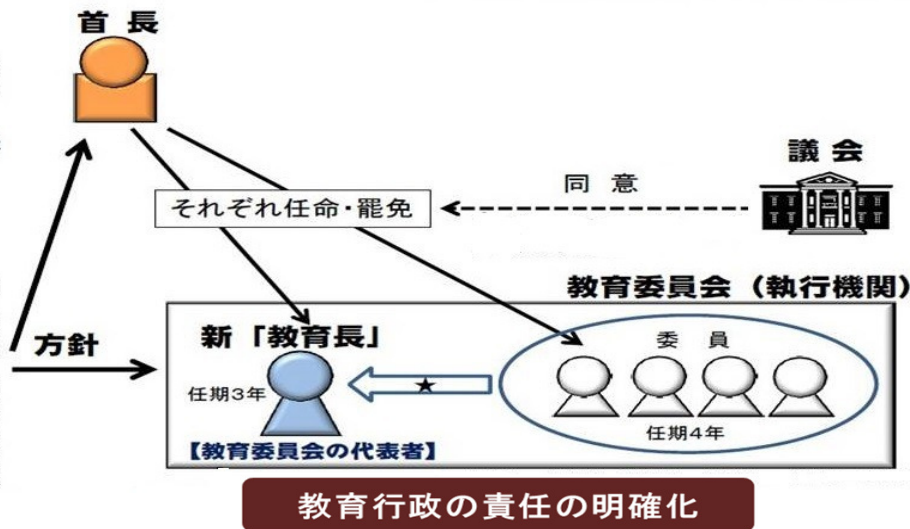 首 長
議 会
同 意
それぞれ任命・罷免
教育委員会（執行機関）
方針
新「教育長」
委 員
任期3年
★
任期4年
【教育委員会の代表者】
教育行政の責任の明確化